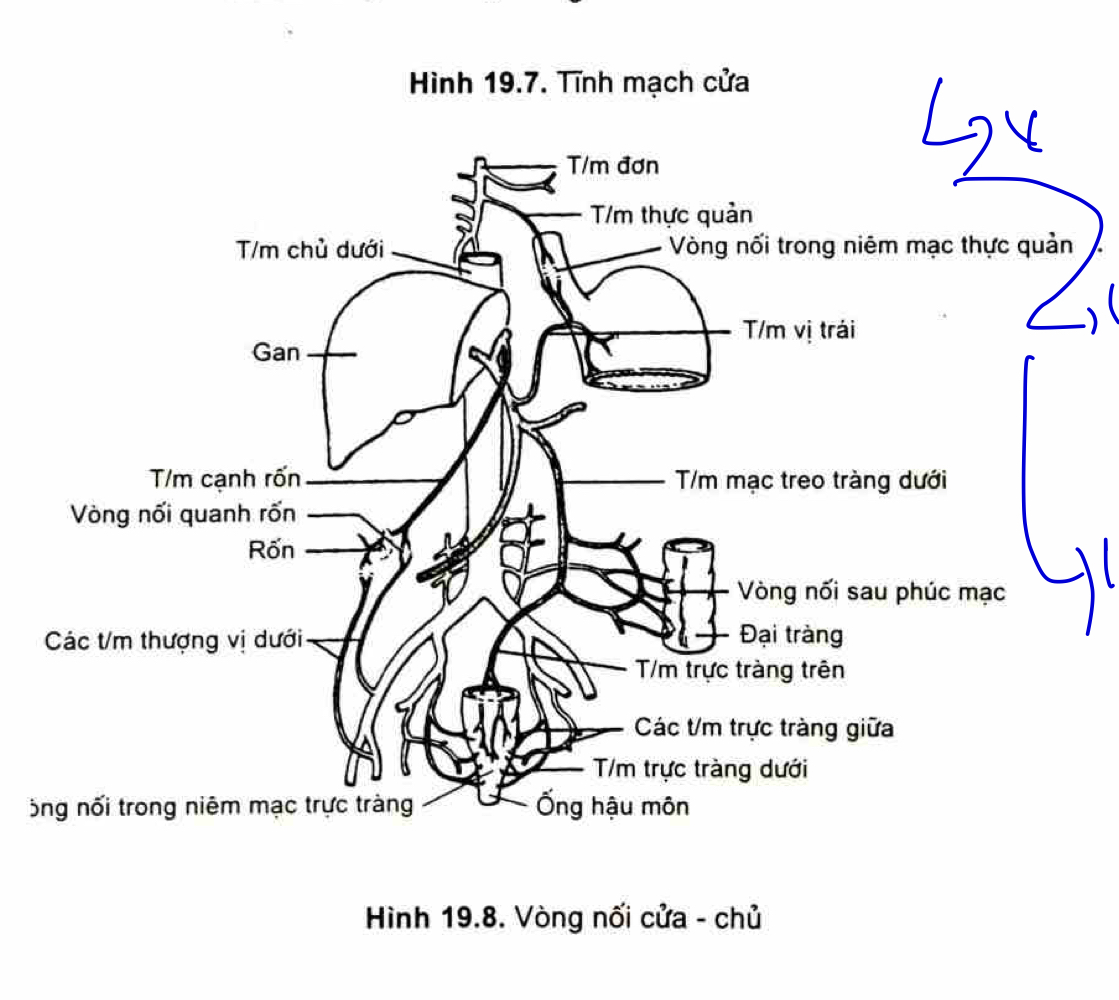 Hình 19.7. Tĩnh mạch cửa
T/m đơn
T/m thực quản
T/m chủ dưới
Vòng nối trong niêm mạc thực quản
T/m vị trái
Gan
T/m cạnh rốn
T/m mạc treo tràng dưới
Vòng nối quanh rốn
Rốn
Vòng nối sau phúc mạc
Đại tràng
Các t/m thượng vị dưới
T/m trực tràng trên
Các t/m trực tràng giữa
T/m trực tràng dưới
nối trong niêm mạc trực tràng
Ống hậu môn
Hình 19.8. Vòng nối cửa - chủ